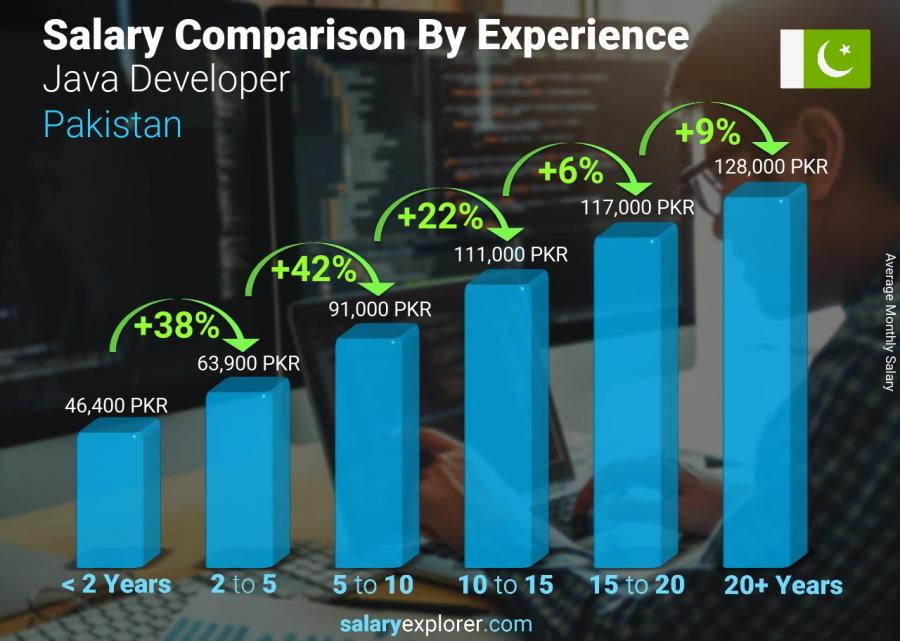 Salary Comparison By Experience
Java Developer
Pakistan
+9%
128,000 PKR
+6%
117,000 PKR
+22%
111,000 PKR
+42%
91,000 PKR
+38%
63,900 PKR
46,400 PKR
Average Monthly Salary
< 2 Years 2 to 5 5 to 10 10 to 15 15 to 20 20+ Years
salaryexplorer.com